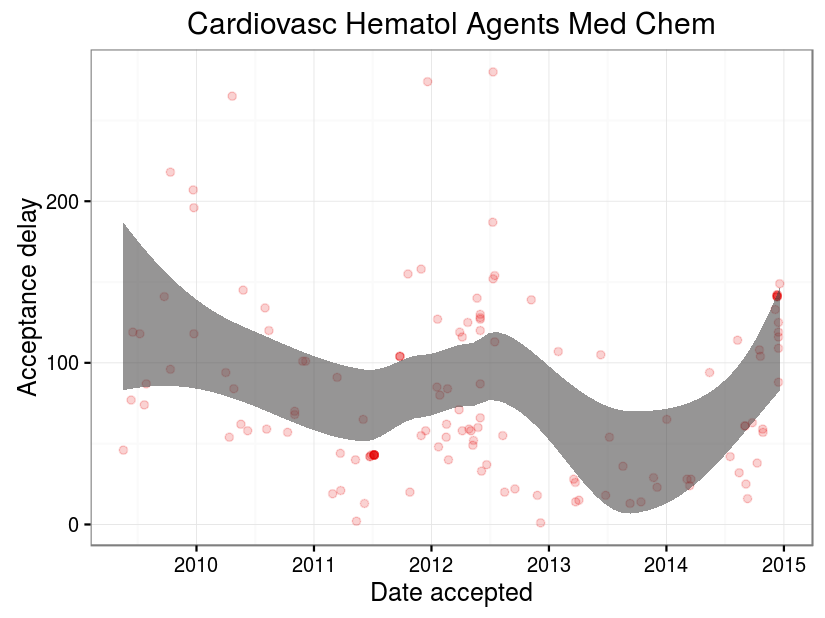 Cardiovasc Hematol Agents Med Chem
Acceptance delay
200
100
0
2010 2011 2012 2013 2014 2015
Date accepted